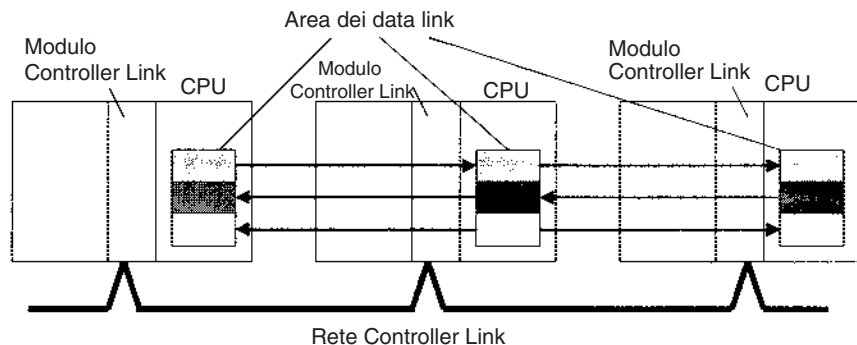 Area dei data link
Modulo
Controller Link
CPU
Modulo
Controller Link
CPU
Modulo
Controller Link
CPU
Rete Controller Link